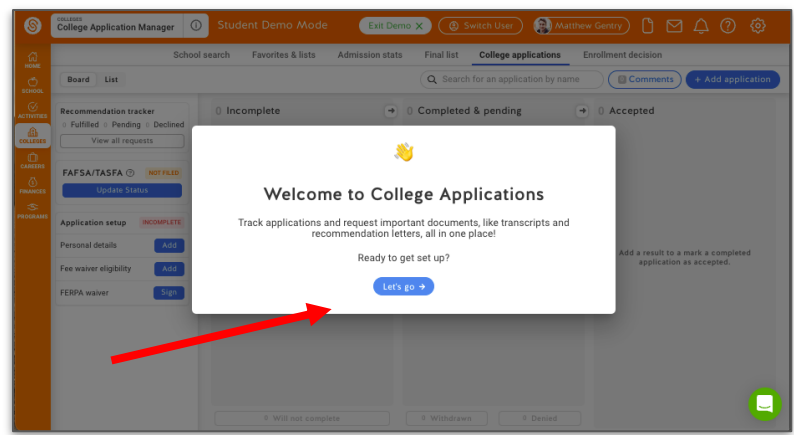 COLLEGES
College Application Manager
Student Demo Mode
Exit Demo X
Switch User
Matthew Gentry
School search
Favorites & lists
Admission stats
Final list
College applications
Enrollment decision
HOME
SCHOOL
ACTIVITIES
COLLEGES
CAREERS
FINANCES
PROGRAMS
Board
List
Search for an application by name
Comments
+ Add application
Recommendation tracker
0 Fulfilled 0 Pending 0 Declined
View all requests
FAFSA/TASFA
NOT FILED
Update Status
Application setup
INCOMPLETE
Personal details
Add
Fee waiver eligibility
Add
FERPA waiver
Sign
0 Incomplete
0 Completed & pending
0 Accepted
Welcome to College Applications
Track applications and request important documents, like transcripts and
recommendation letters, all in one place!
Ready to get set up?
Let's go →
Add a result to a mark a completed
application as accepted.
0 Will not complete
0 Withdrawn
0 Denied